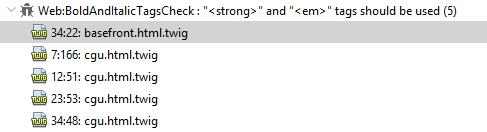 Web:BoldAndItalicTagsCheck : "<strong>" and "<em>" tags should be used (5)
34:22: basefront.html.twig
7:166: cgu.html.twig
12:51: cgu.html.twig
23:53: cgu.html.twig
34:48: cgu.html.twig